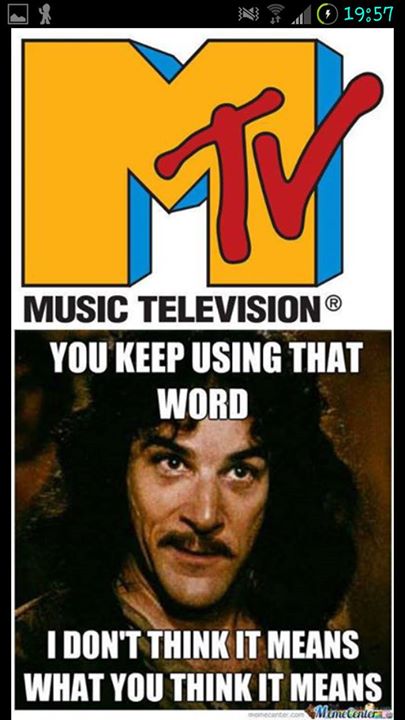 19:57
MTV
MUSIC TELEVISION®
YOU KEEP USING THAT
WORD
I DON'T THINK IT MEANS
WHAT YOU THINK IT MEANS
memecenter.com MemeCenter